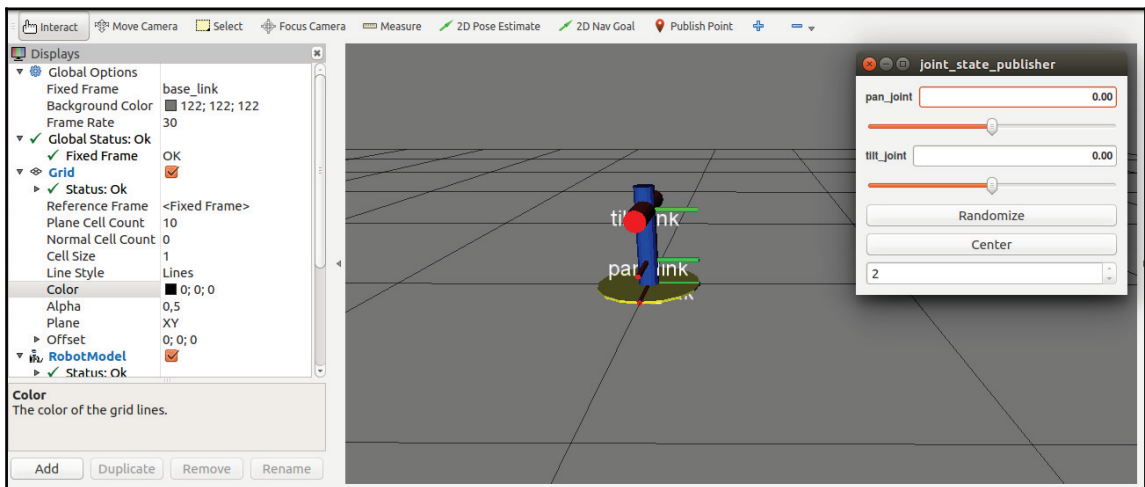 Interact Move Camera Select Focus Camera Measure 2D Pose Estimate 2D Nav Goal Publish Point
Displays
Global Options
Fixed Frame base_link
Background Color 122; 122; 122
Frame Rate 30
Global Status: Ok
Fixed Frame OK
Grid
Status: Ok
Reference Frame <Fixed Frame>
Plane Cell Count 10
Normal Cell Count 0
Cell Size 1
Line Style Lines
Color 0; 0; 0
Alpha 0,5
Plane XY
Offset 0; 0; 0
RobotModel
Status: Ok
Color
The color of the grid lines.
Add Duplicate Remove Rename
joint_state_publisher
pan_joint 0.00
tilt_joint 0.00
Randomize
Center
2